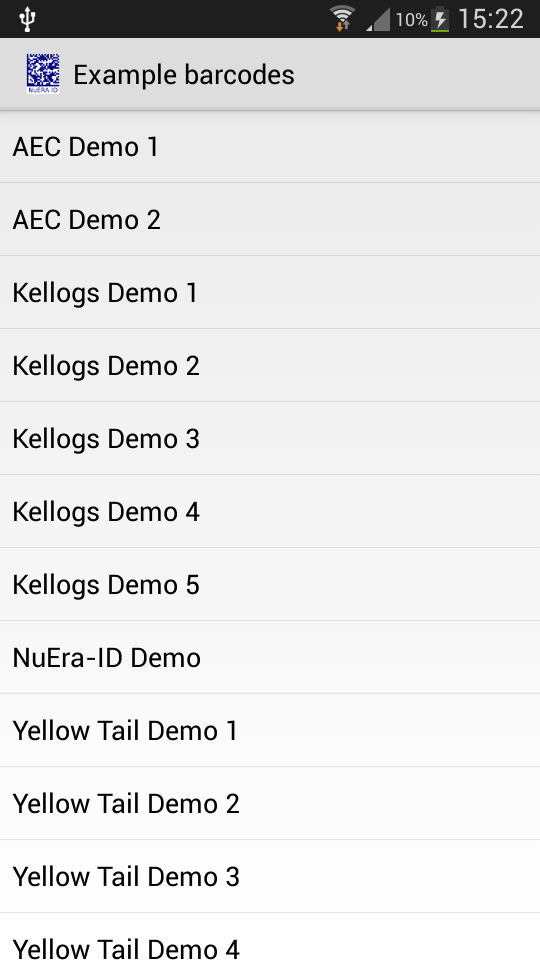 10% 15:22
NuERA ID
Example barcodes
AEC Demo 1
AEC Demo 2
Kellogs Demo 1
Kellogs Demo 2
Kellogs Demo 3
Kellogs Demo 4
Kellogs Demo 5
NuEra-ID Demo
Yellow Tail Demo 1
Yellow Tail Demo 2
Yellow Tail Demo 3
Yellow Tail Demo 4